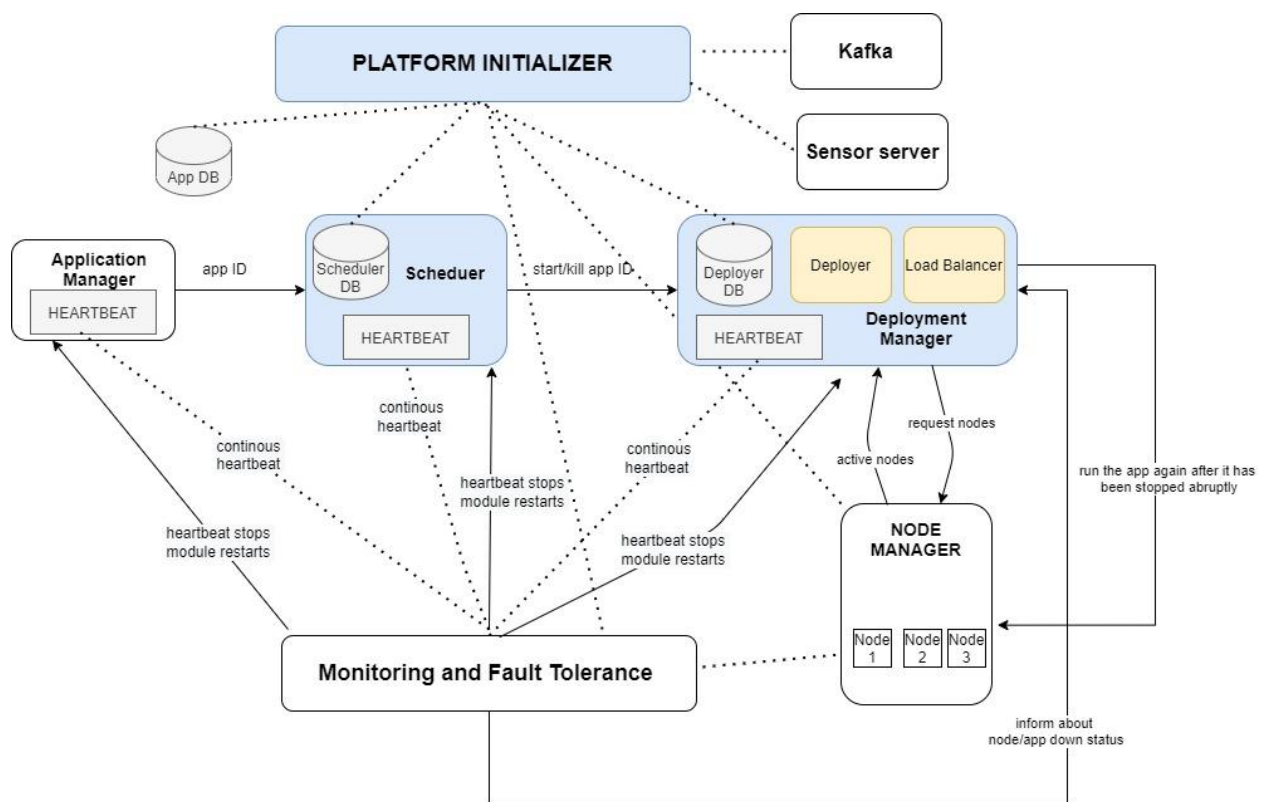 PLATFORM INITIALIZER
Kafka
Sensor server
App DB
Application
Manager
HEARTBEAT
app ID
Scheduler
DB
Scheduer
HEARTBEAT
start/kill app ID
Deployer
DB
Deployer
Load Balancer
Deployment
Manager
HEARTBEAT
continous
heartbeat
continous
heartbeat
continous
heartbeat
request nodes
active nodes
run the app again after it has
been stopped abruptly
heartbeat stops
module restarts
heartbeat stops
module restarts
heartbeat stops
module restarts
NODE
MANAGER
Node
1
Node
2
Node
3
Monitoring and Fault Tolerance
inform about
node/app down status